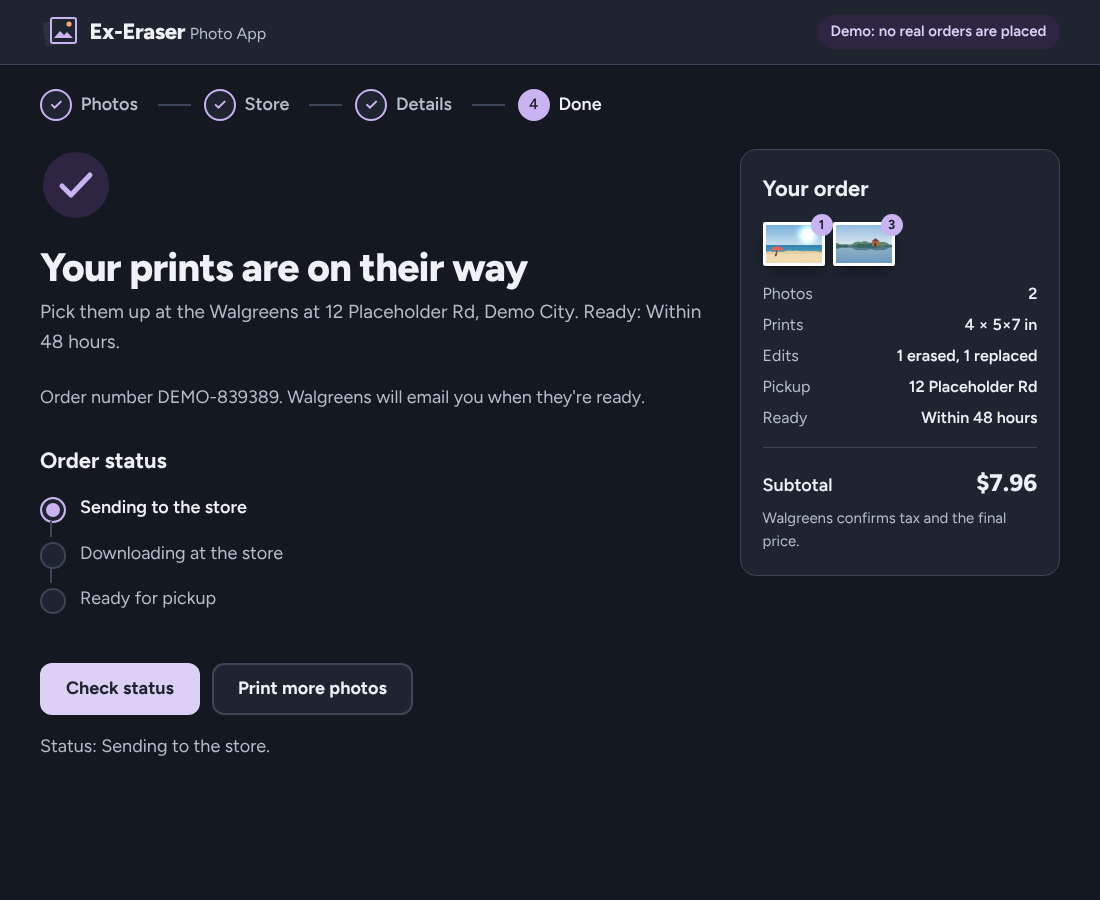 Ex-Eraser Photo App
Demo: no real orders are placed
Photos
Store
Details
4 Done
Your prints are on their way
Pick them up at the Walgreens at 12 Placeholder Rd, Demo City. Ready: Within
48 hours.
Order number DEMO-839389. Walgreens will email you when they're ready.
Order status
Sending to the store
Downloading at the store
Ready for pickup
Check status
Print more photos
Status: Sending to the store.
Your order
1
3
Photos 2
Prints 4 × 5×7 in
Edits 1 erased, 1 replaced
Pickup 12 Placeholder Rd
Ready Within 48 hours
Subtotal $7.96
Walgreens confirms tax and the final
price.